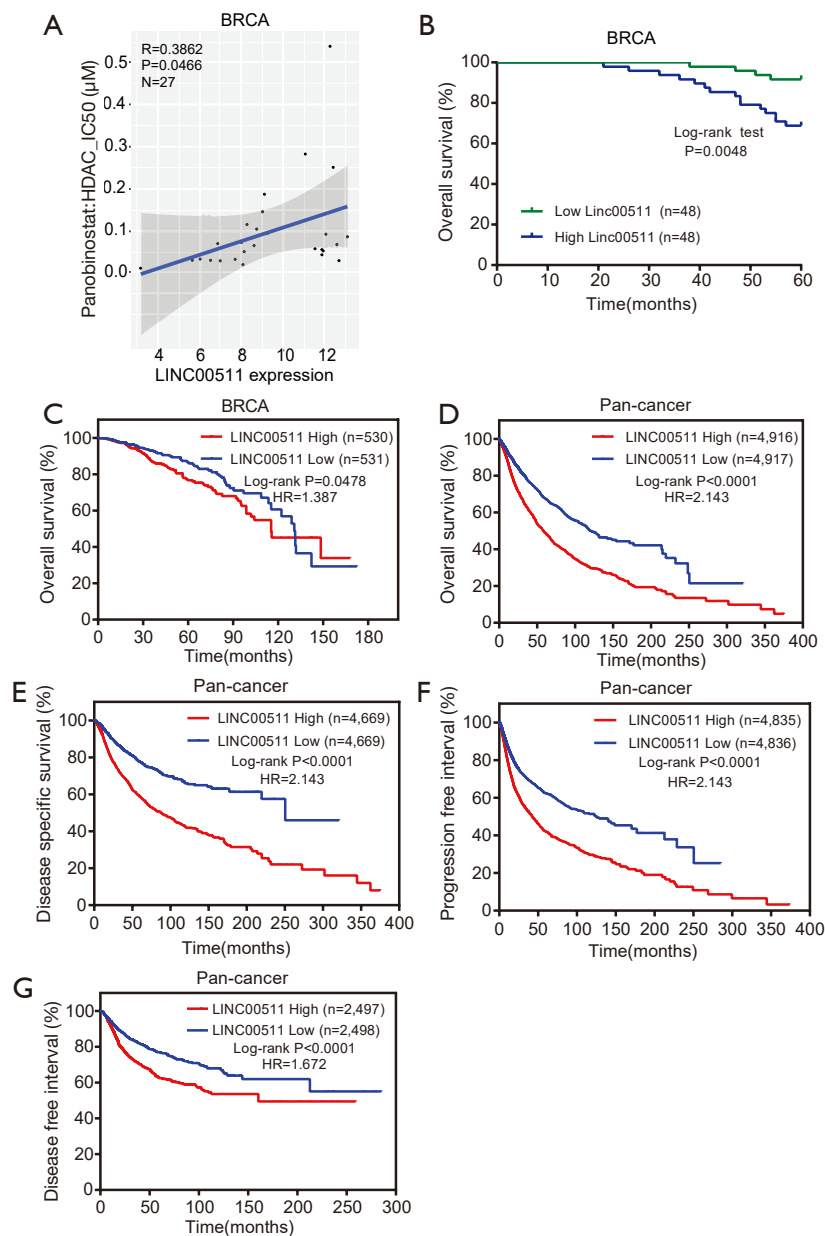 A
BRCA
R=0.3862
P=0.0466
N=27
Panobinostat:HDAC_IC50 (µM)
0.5
0.4
0.3
0.2
0.1
0.0
4 6 8 10 12
LINC00511 expression
B
BRCA
Overall survival (%)
100
80
60
40
20
0
Log-rank test
P=0.0048
Low Linc00511 (n=48)
High Linc00511 (n=48)
0 10 20 30 40 50 60
Time(months)
C
BRCA
Overall survival (%)
100
80
60
40
20
0
LINC00511 High (n=530)
LINC00511 Low (n=531)
Log-rank P=0.0478
HR=1.387
0 30 60 90 120 150 180
Time(months)
D
Pan-cancer
Overall survival (%)
100
80
60
40
20
0
LINC00511 High (n=4,916)
LINC00511 Low (n=4,917)
Log-rank P<0.0001
HR=2.143
0 50 100 150 200 250 300 350 400
Time(months)
E
Pan-cancer
Disease specific survival (%)
100
80
60
40
20
0
LINC00511 High (n=4,669)
LINC00511 Low (n=4,669)
Log-rank P<0.0001
HR=2.143
0 50 100 150 200 250 300 350 400
Time(months)
F
Pan-cancer
Progression free interval (%)
100
80
60
40
20
0
LINC00511 High (n=4,835)
LINC00511 Low (n=4,836)
Log-rank P<0.0001
HR=2.143
0 50 100 150 200 250 300 350 400
Time(months)
G
Pan-cancer
Disease free interval (%)
100
80
60
40
20
0
LINC00511 High (n=2,497)
LINC00511 Low (n=2,498)
Log-rank P<0.0001
HR=1.672
0 50 100 150 200 250 300
Time(months)